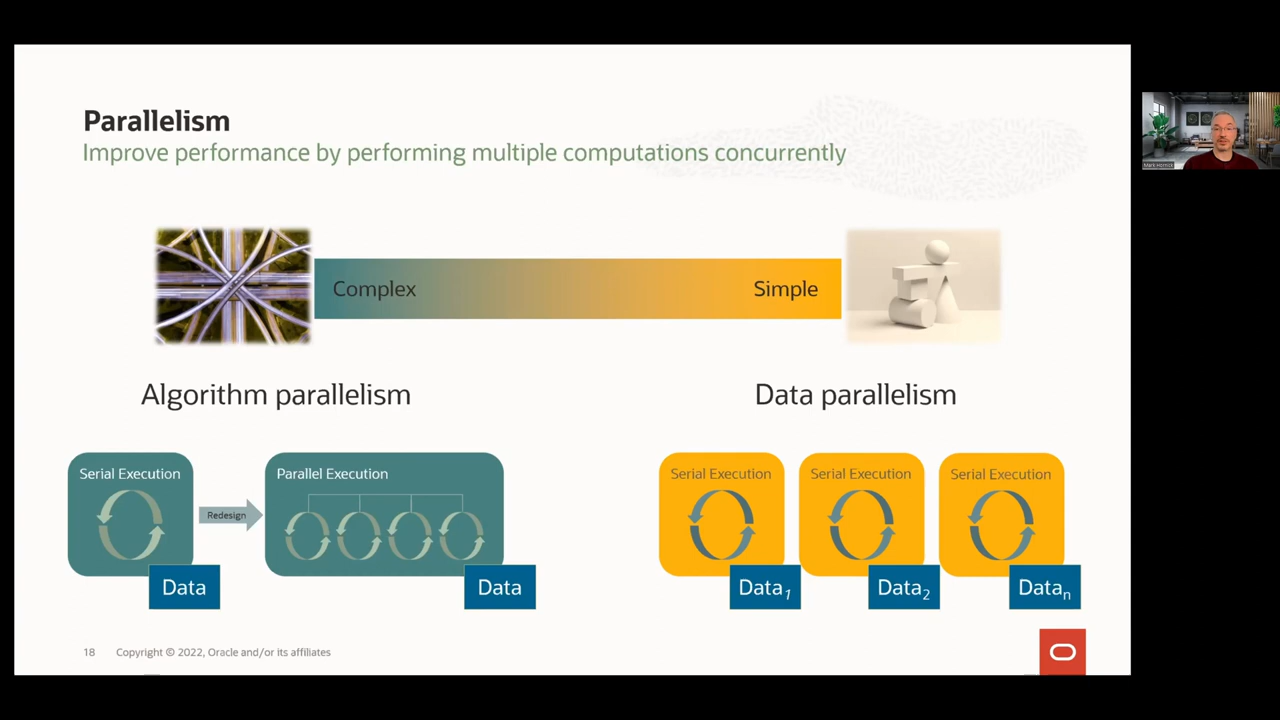 Parallelism
Improve performance by performing multiple computations concurrently
Complex
Simple
Algorithm parallelism
Data parallelism
Serial Execution
Redesign
Parallel Execution
Data
Data
Serial Execution
Serial Execution
Serial Execution
Data1
Data2
Datan
18 Copyright © 2022, Oracle and/or its affiliates
Mark Hornick